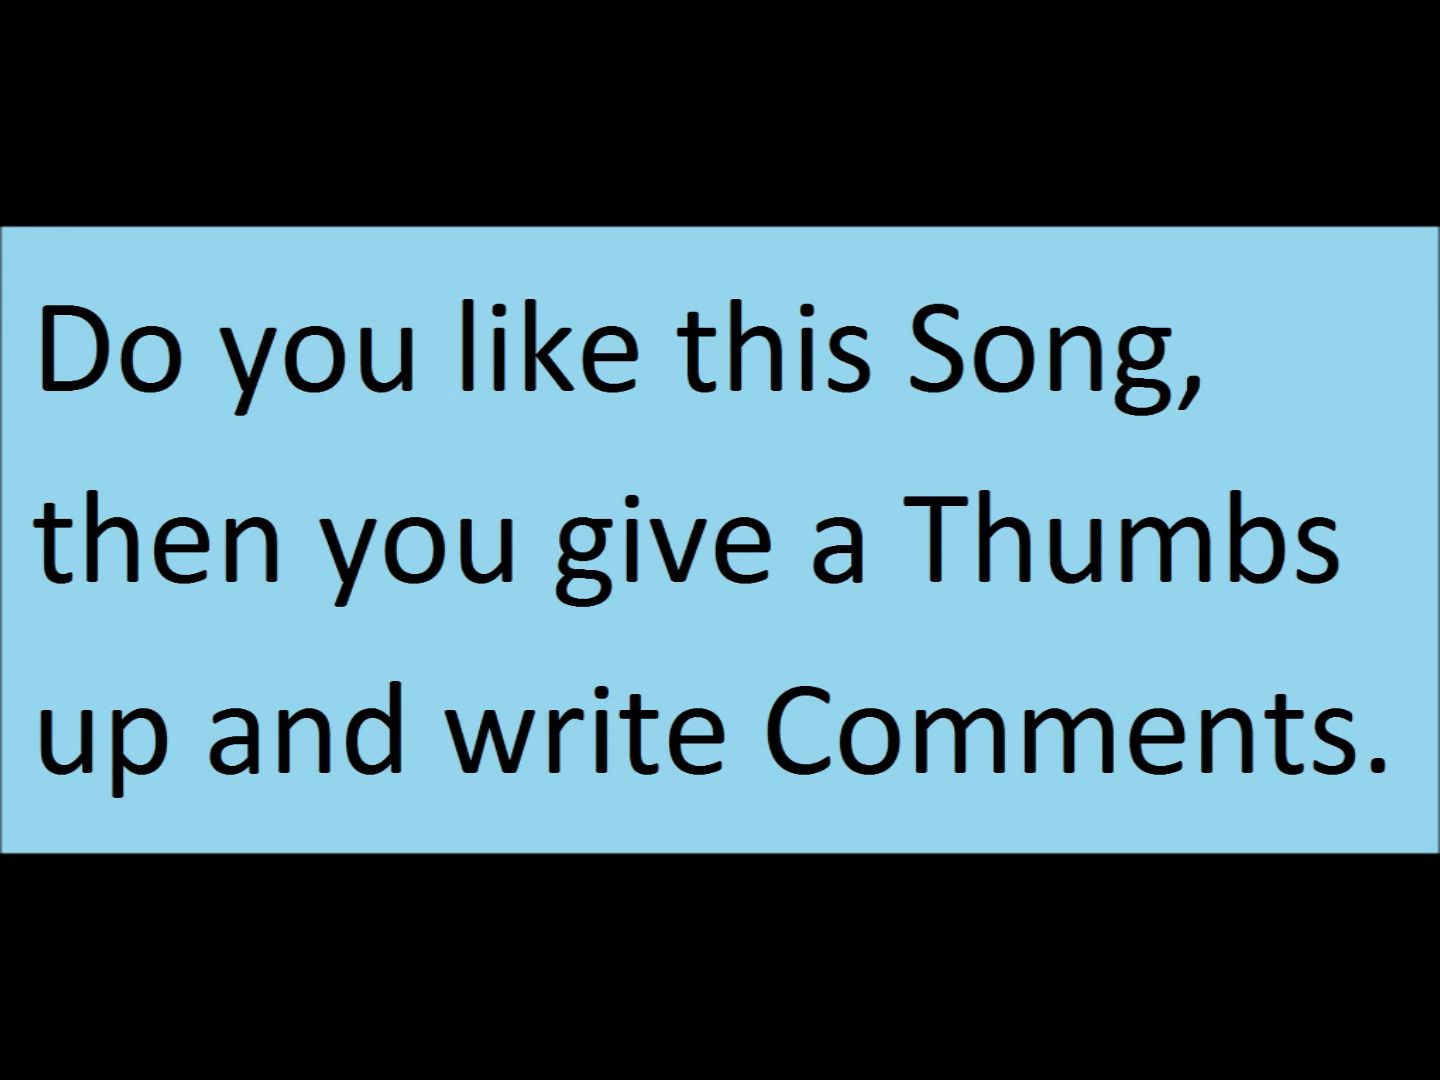 Do you like this Song,
then you give a Thumbs
up and write Comments.